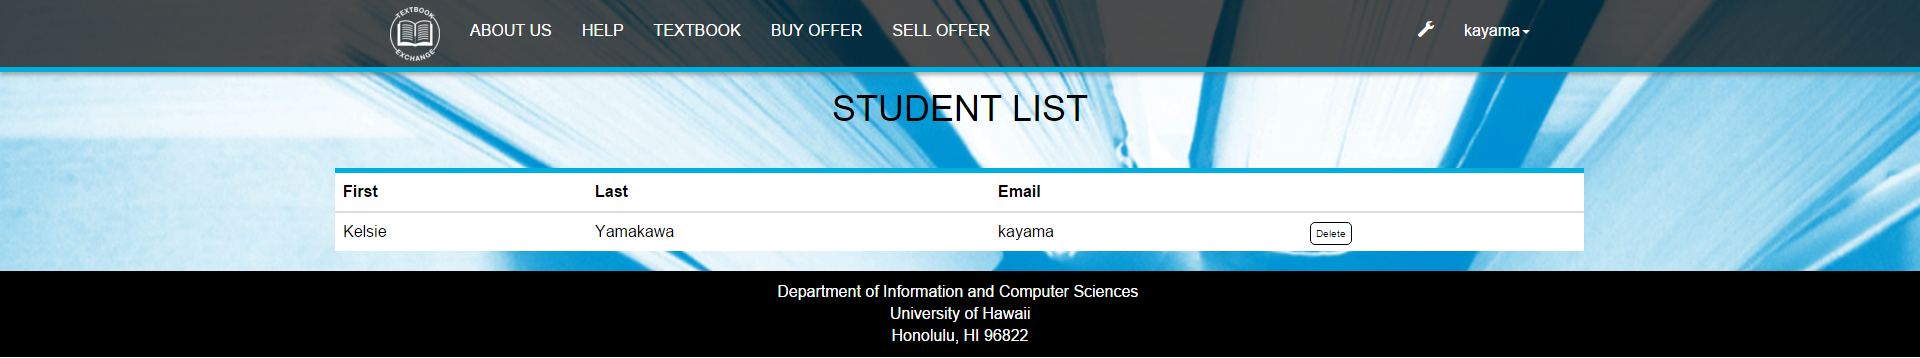 TEXTBOOK EXCHANGE
ABOUT US HELP TEXTBOOK BUY OFFER SELL OFFER kayama
STUDENT LIST
First Last Email
Kelsie Yamakawa kayama Delete
Department of Information and Computer Sciences
University of Hawaii
Honolulu, HI 96822